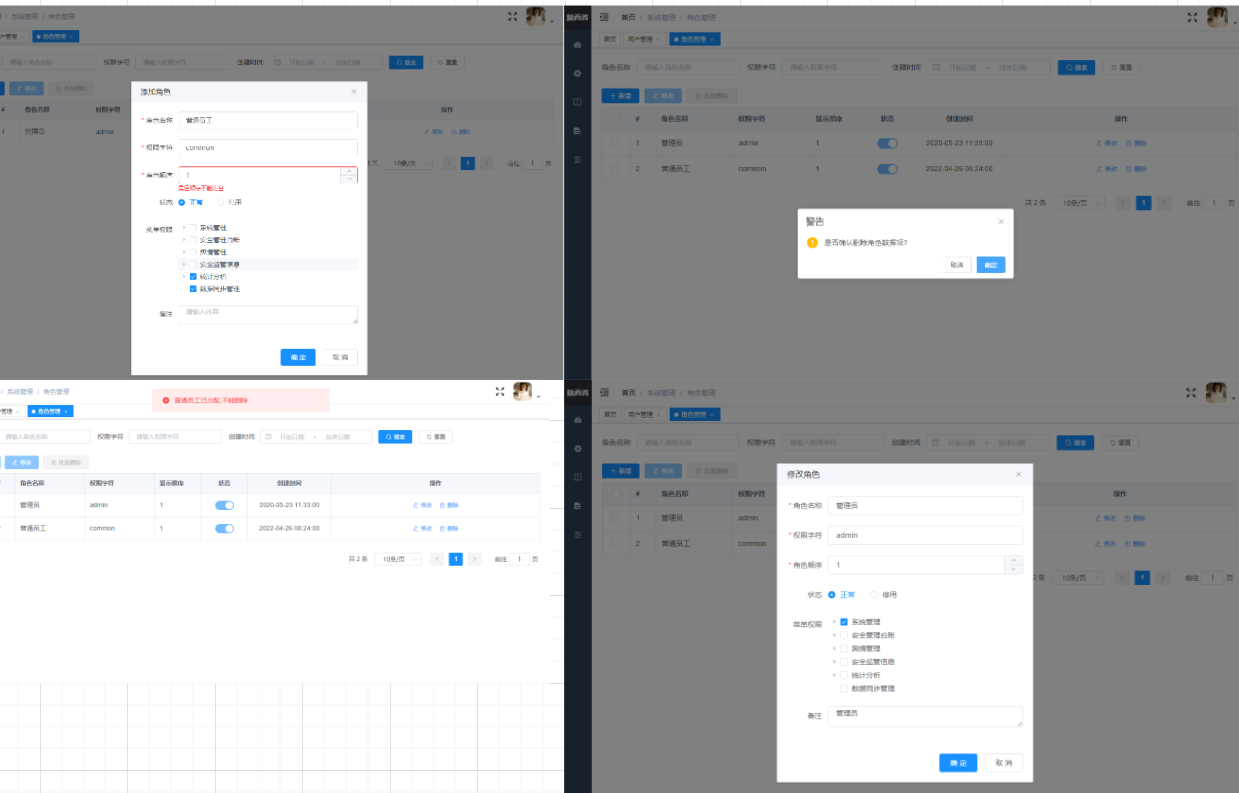 / 系统管理 / 角色管理
户管理 ×
● 角色管理 ×
请输入角色名称 权限字符 请输入权限字符 创建时间 开始日期 - 结束日期 搜索 重置
修改 批量删除
# 角色名称 权限字符 操作
1 管理员 admin 修改 删除
10条/页 1 前往 1 页
添加角色 ×
* 角色名称 普通员工
* 权限字符 common
* 角色顺序 1
角色顺序不能为空
状态 正常 停用
菜单权限 系统管理
安全管理台账
舆情管理
安全监管信息
统计分析
数据同步管理
备注 请输入内容
确 定 取 消
陕西省 首页 / 系统管理 / 角色管理
首页 用户管理 × ● 角色管理 ×
角色名称 请输入角色名称 权限字符 请输入权限字符 创建时间 开始日期 - 结束日期 搜索 重置
+ 新增 修改 批量删除
# 角色名称 权限字符 显示顺序 状态 创建时间 操作
1 管理员 admin 1 2020-05-23 11:33:00 修改 删除
2 普通员工 common 1 2022-04-26 08:24:00 修改 删除
共 2 条 10条/页 1 前往 1 页
警告 ×
是否确认删除角色数据项?
取消 确定
/ 系统管理 / 角色管理
普通员工已分配,不能删除
户管理 × ● 角色管理 ×
请输入角色名称 权限字符 请输入权限字符 创建时间 开始日期 - 结束日期 搜索 重置
修改 批量删除
角色名称 权限字符 显示顺序 状态 创建时间 操作
管理员 admin 1 2020-05-23 11:33:00 修改 删除
普通员工 common 1 2022-04-26 08:24:00 修改 删除
共 2 条 10条/页 1 前往 1 页
陕西省 首页 / 系统管理 / 角色管理
首页 用户管理 × ● 角色管理 ×
角色名称 请输入角色名称 权限字符 请输入权限字符 创建时间 开始日期 - 结束日期 搜索 重置
+ 新增 修改 批量删除
# 角色名称 权限字符 操作
1 管理员 admin 修改 删除
2 普通员工 common 修改 删除
2 条 10条/页 1 前往 1 页
修改角色 ×
* 角色名称 管理员
* 权限字符 admin
* 角色顺序 1
状态 正常 停用
菜单权限 系统管理
安全管理台账
舆情管理
安全监管信息
统计分析
数据同步管理
备注 管理员
确 定 取 消